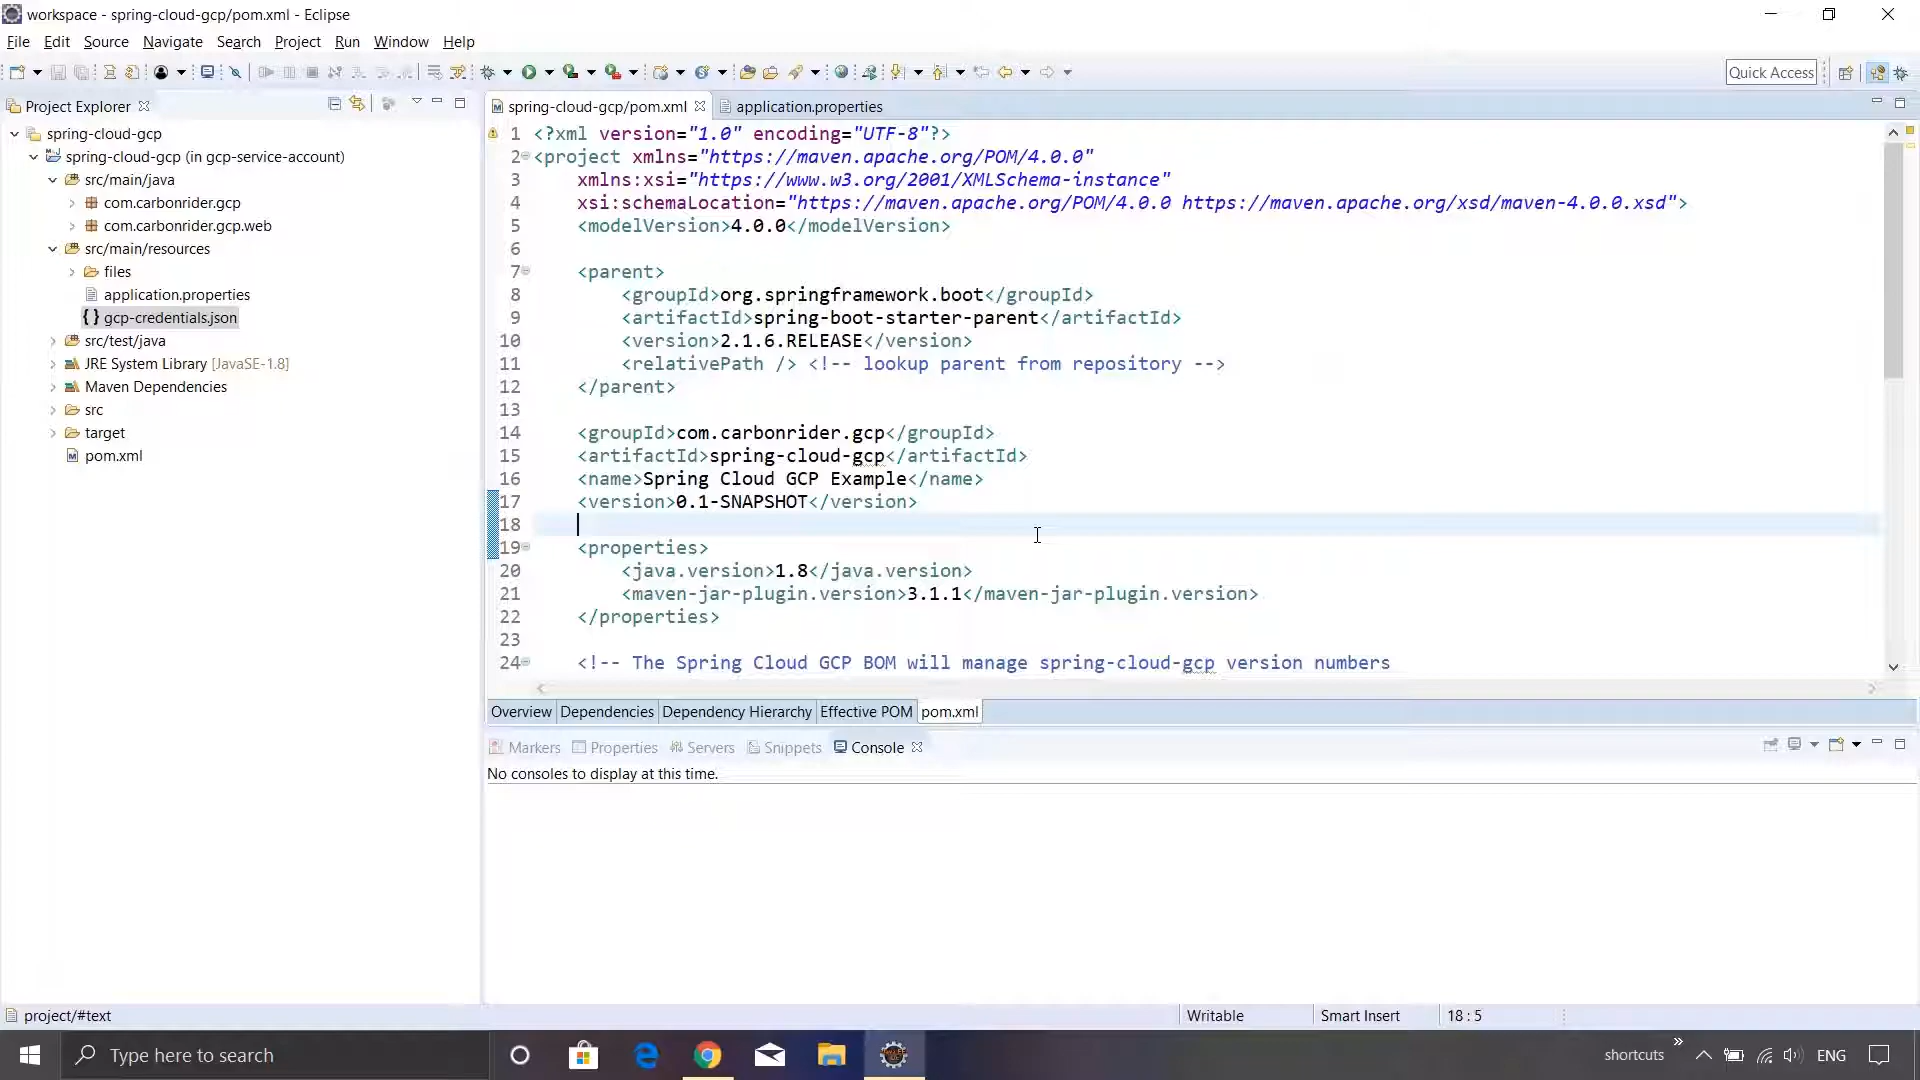 workspace - spring-cloud-gcp/pom.xml - Eclipse
File Edit Source Navigate Search Project Run Window Help
Quick Access
Project Explorer
spring-cloud-gcp
spring-cloud-gcp (in gcp-service-account)
src/main/java
com.carbonrider.gcp
com.carbonrider.gcp.web
src/main/resources
files
application.properties
{ } gcp-credentials.json
src/test/java
JRE System Library [JavaSE-1.8]
Maven Dependencies
src
target
pom.xml
spring-cloud-gcp/pom.xml application.properties
1 <?xml version="1.0" encoding="UTF-8"?>
2 <project xmlns="https://maven.apache.org/POM/4.0.0"
3 xmlns:xsi="https://www.w3.org/2001/XMLSchema-instance"
4 xsi:schemaLocation="https://maven.apache.org/POM/4.0.0 https://maven.apache.org/xsd/maven-4.0.0.xsd">
5 <modelVersion>4.0.0</modelVersion>
6
7 <parent>
8 <groupId>org.springframework.boot</groupId>
9 <artifactId>spring-boot-starter-parent</artifactId>
10 <version>2.1.6.RELEASE</version>
11 <relativePath /> <!-- lookup parent from repository -->
12 </parent>
13
14 <groupId>com.carbonrider.gcp</groupId>
15 <artifactId>spring-cloud-gcp</artifactId>
16 <name>Spring Cloud GCP Example</name>
17 <version>0.1-SNAPSHOT</version>
18
19 <properties>
20 <java.version>1.8</java.version>
21 <maven-jar-plugin.version>3.1.1</maven-jar-plugin.version>
22 </properties>
23
24 <!-- The Spring Cloud GCP BOM will manage spring-cloud-gcp version numbers
Overview Dependencies Dependency Hierarchy Effective POM pom.xml
Markers Properties Servers Snippets Console
No consoles to display at this time.
project/#text Writable Smart Insert 18 : 5
Type here to search
shortcuts » ENG